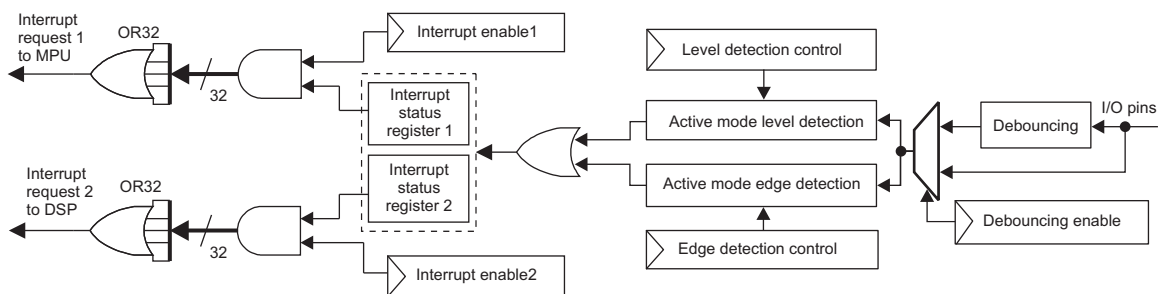 Interrupt
request 1
to MPU
OR32
32
Interrupt enable1
Interrupt
status
register 1
Interrupt
status
register 2
Interrupt
request 2
to DSP
OR32
32
Interrupt enable2
Level detection control
Active mode level detection
Active mode edge detection
Edge detection control
Debouncing
I/O pins
Debouncing enable